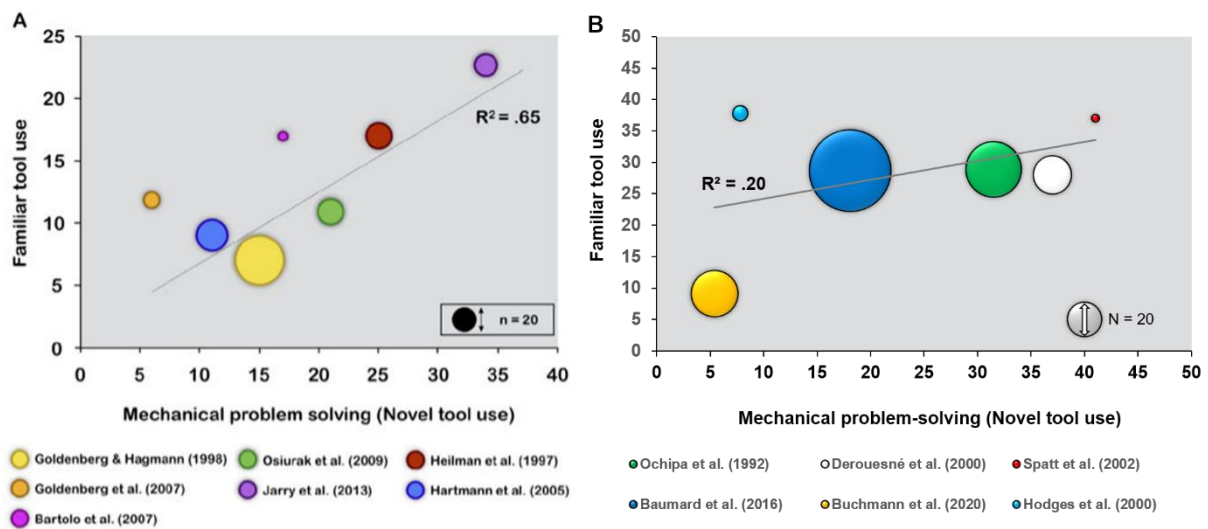 A
Familiar tool use
25
20
15
10
5
0
R² = .65
n = 20
0 5 10 15 20 25 30 35 40
Mechanical problem solving (Novel tool use)
Goldenberg & Hagmann (1998) Osiurak et al. (2009) Heilman et al. (1997)
Goldenberg et al. (2007) Jarry et al. (2013) Hartmann et al. (2005)
Bartolo et al. (2007)
B
Familiar tool use
50
45
40
35
30
25
20
15
10
5
0
R² = .20
N = 20
0 5 10 15 20 25 30 35 40 45 50
Mechanical problem-solving (Novel tool use)
Ochipa et al. (1992) Derouesné et al. (2000) Spatt et al. (2002)
Baumard et al. (2016) Buchmann et al. (2020) Hodges et al. (2000)